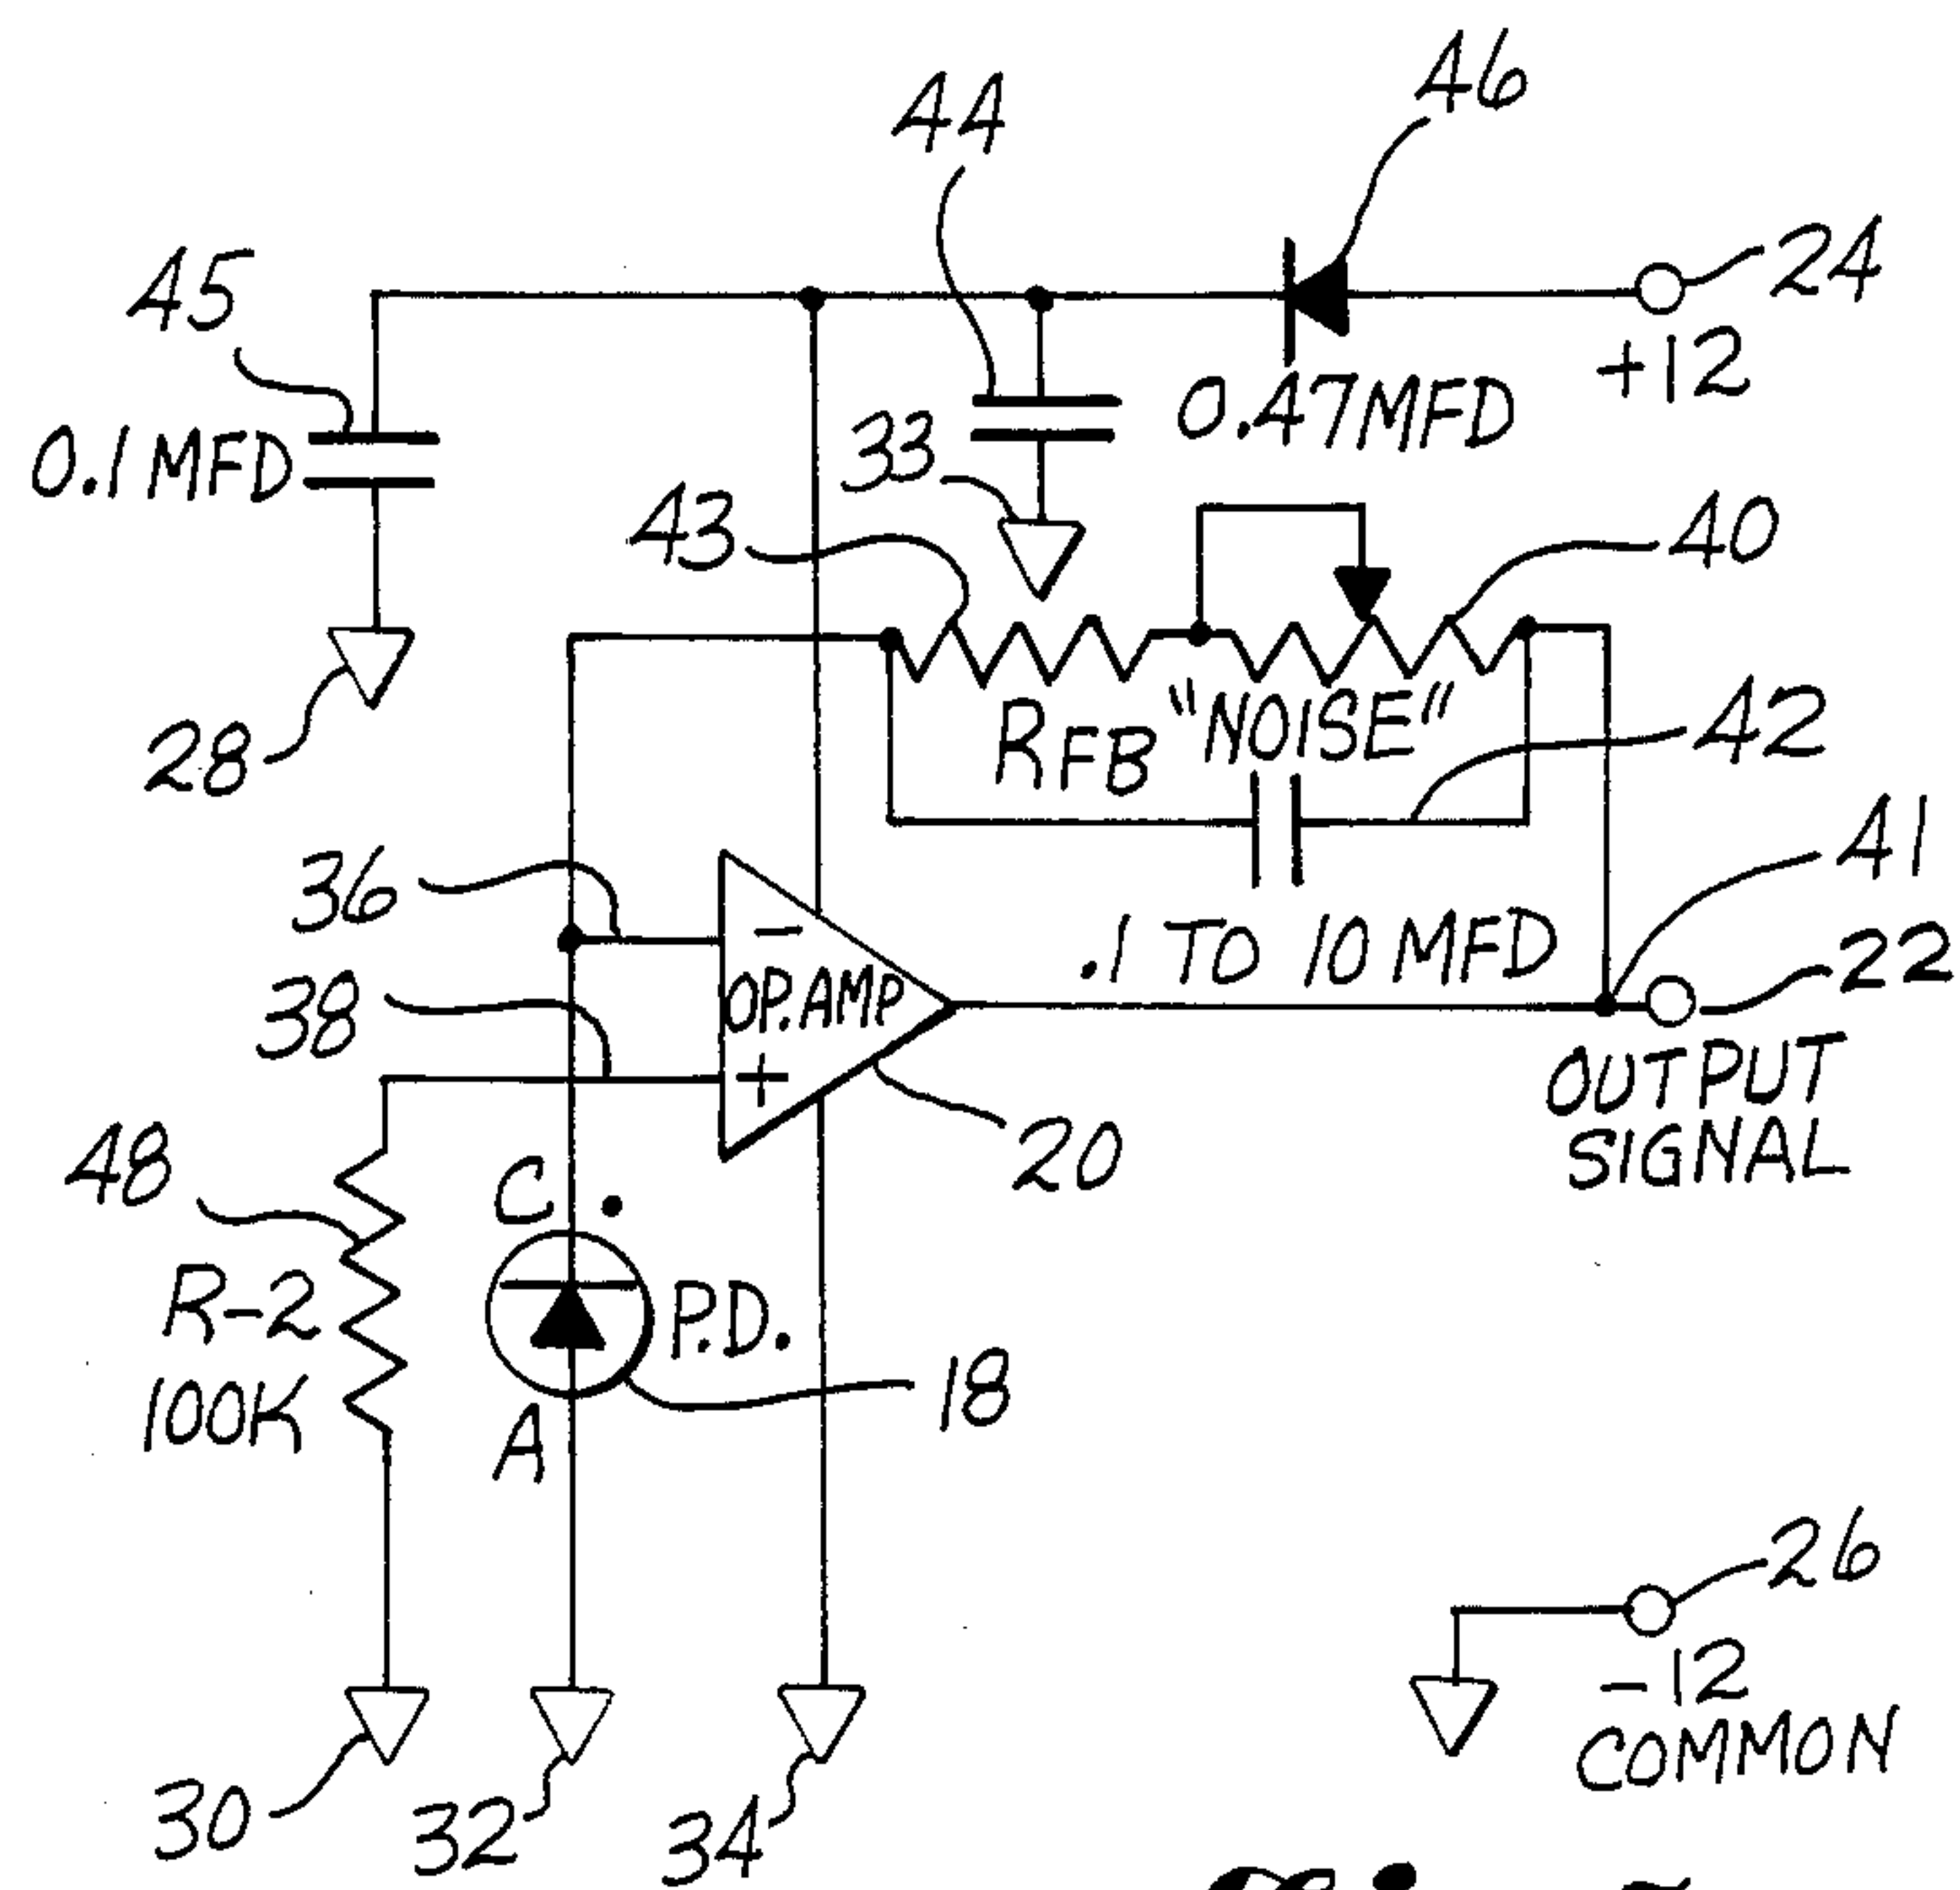 46
44
45
24
+12
0.1 MFD
33
0.47MFD
43
40
28
RFB "NOISE"
42
36
41
-
OP.AMP
.1 TO 10 MFD
22
38
+
OUTPUT
SIGNAL
20
48
C.
R-2
100K
P.D.
18
A
26
-12
COMMON
30
32
34